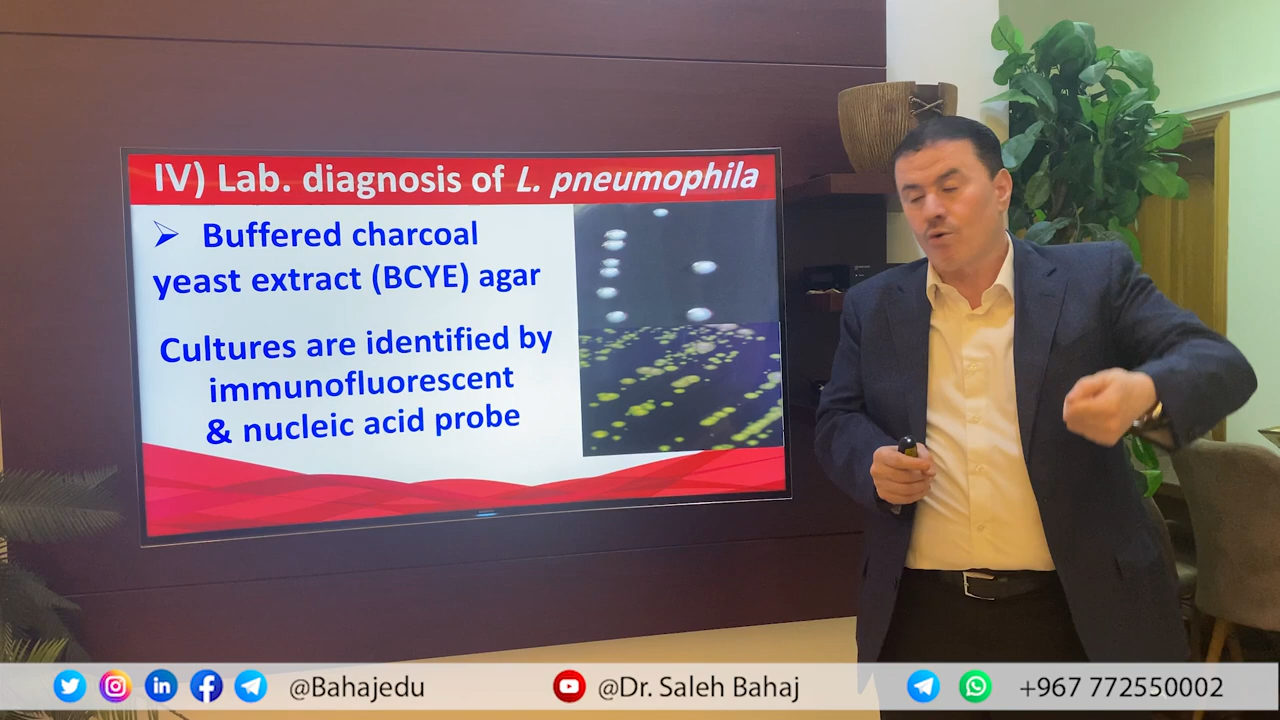 IV) Lab. diagnosis of L. pneumophila
➢ Buffered charcoal
yeast extract (BCYE) agar
Cultures are identified by
immunofluorescent
& nucleic acid probe
@Bahajedu
@Dr. Saleh Bahaj
+967 772550002